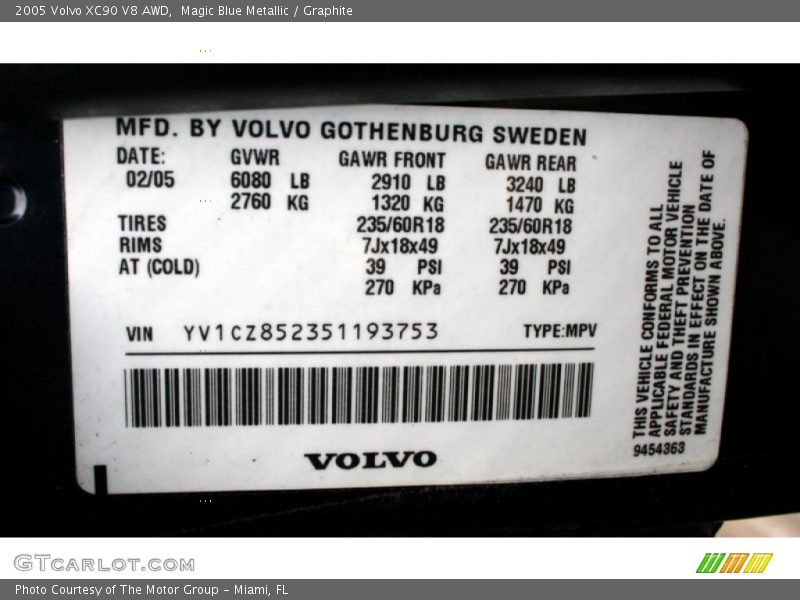 2005 Volvo XC90 V8 AWD,  Magic Blue Metallic / Graphite
MFD. BY VOLVO GOTHENBURG SWEDEN
DATE: GVWR GAWR FRONT GAWR REAR
02/05 6080 LB 2910 LB 3240 LB
2760 KG 1320 KG 1470 KG
TIRES 235/60R18 235/60R18
RIMS 7Jx18x49 7Jx18x49
AT (COLD) 39 PSI 39 PSI
270 KPa 270 KPa
VIN YV1CZ852351193753 TYPE:MPV
VOLVO
THIS VEHICLE CONFORMS TO ALL
APPLICABLE FEDERAL MOTOR VEHICLE
SAFETY AND THEFT PREVENTION
STANDARDS IN EFFECT ON THE DATE OF
MANUFACTURE SHOWN ABOVE.
9454363
GTCARLOT.COM
Photo Courtesy of The Motor Group - Miami, FL